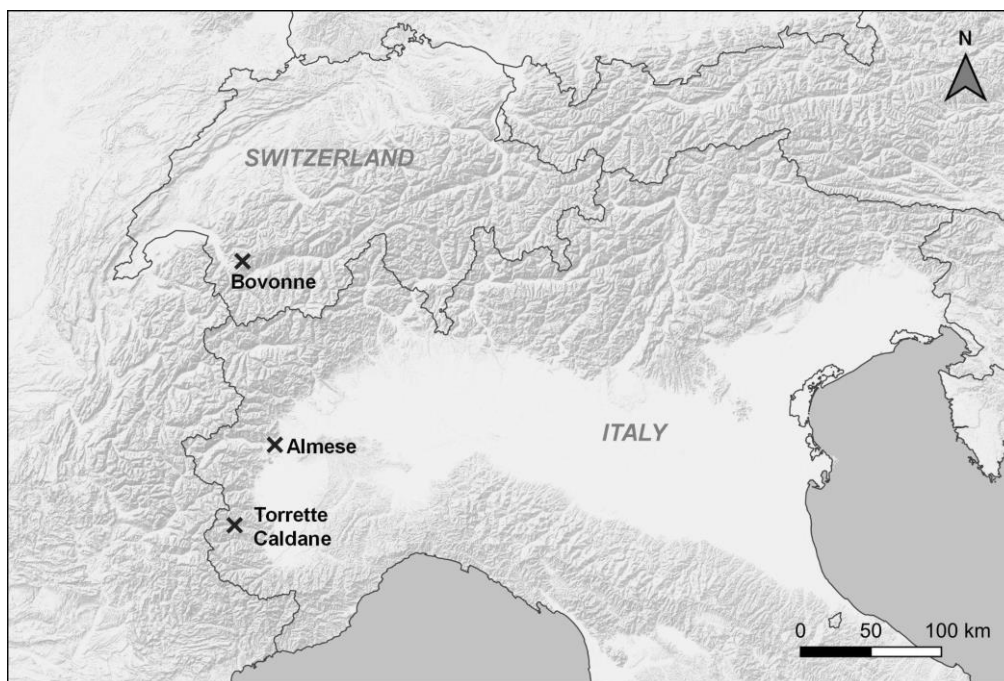 N
SWITZERLAND
Bovonne
ITALY
Almese
Torrette
Caldane
0 50 100 km